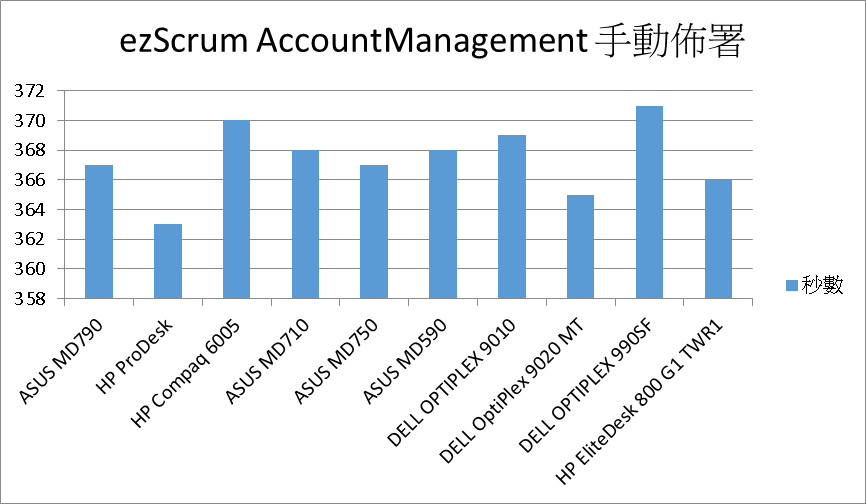 ezScrum AccountManagement 手動佈署
372
370
368
366
364
362
360
358
秒數
ASUS MD790
HP ProDesk
HP Compaq 6005
ASUS MD710
ASUS MD750
ASUS MD590
DELL OPTIPLEX 9010
DELL OptiPlex 9020 MT
DELL OPTIPLEX 990SF
HP EliteDesk 800 G1 TWR1